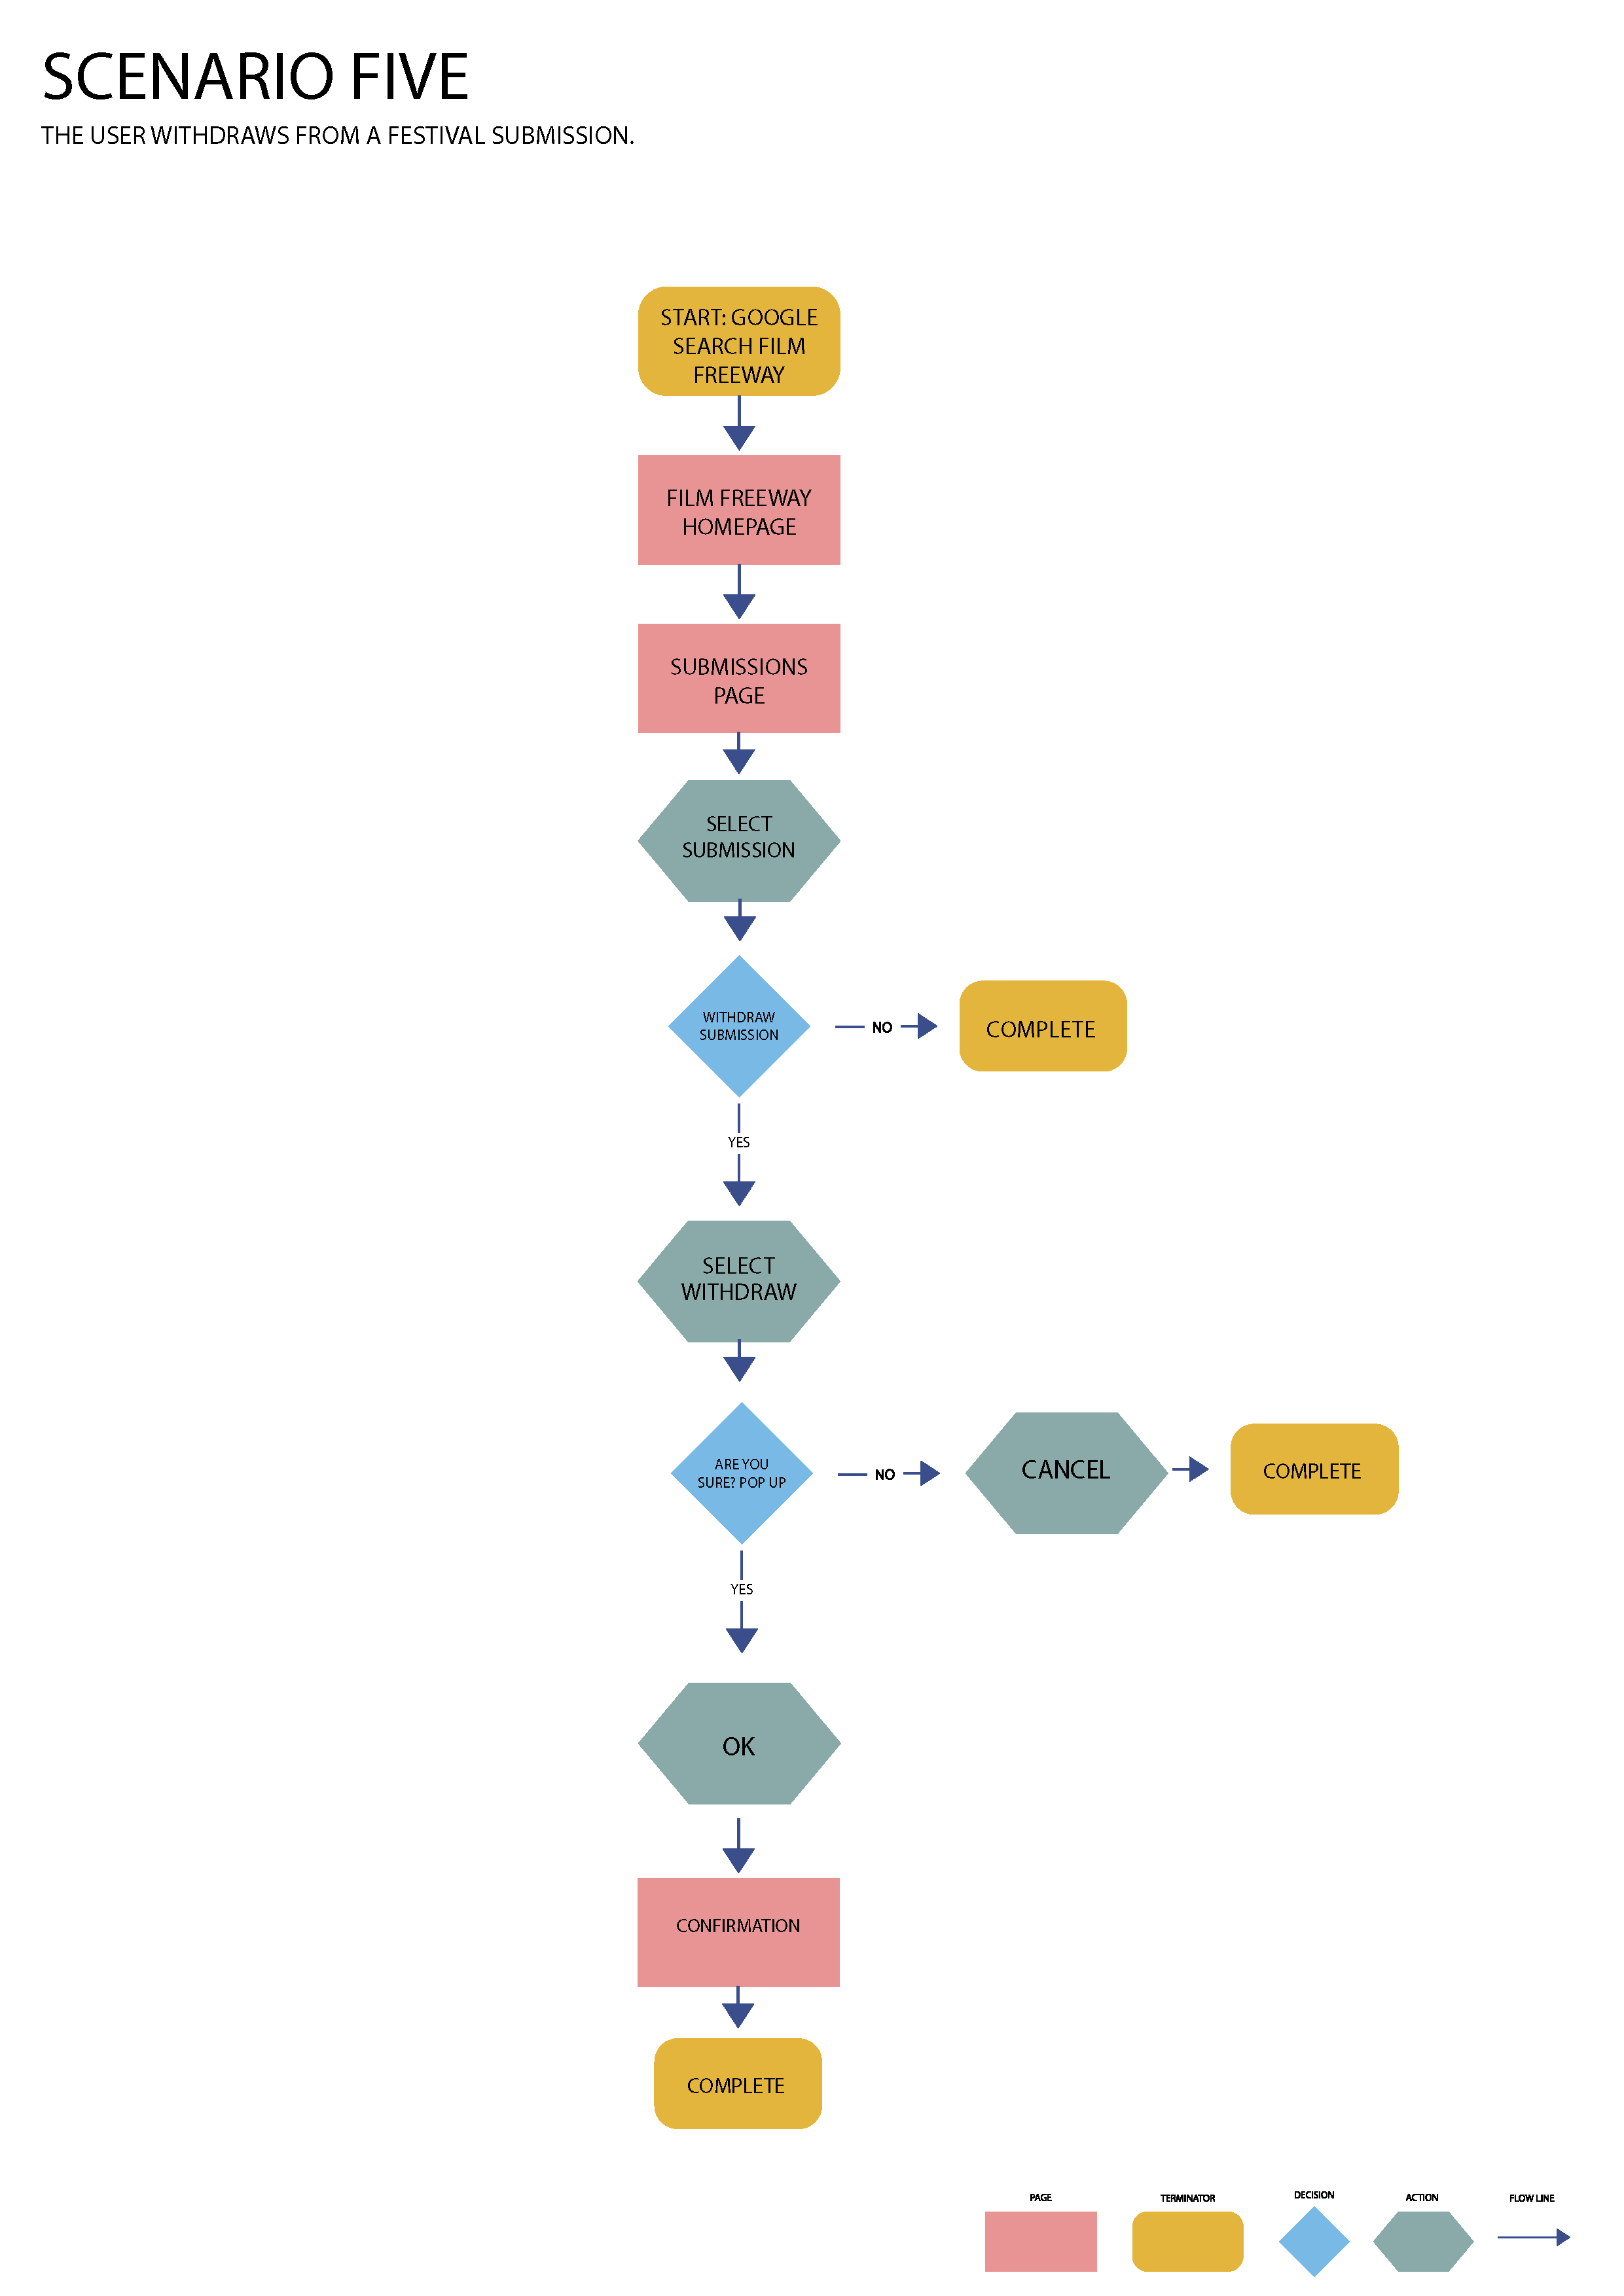 SCENARIO FIVE
THE USER WITHDRAWS FROM A FESTIVAL SUBMISSION.
START: GOOGLE
SEARCH FILM
FREEWAY
FILM FREEWAY
HOMEPAGE
SUBMISSIONS
PAGE
SELECT
SUBMISSION
WITHDRAW
SUBMISSION
NO
COMPLETE
YES
SELECT
WITHDRAW
ARE YOU
SURE? POP UP
NO
CANCEL
COMPLETE
YES
OK
CONFIRMATION
COMPLETE
PAGE
TERMINATOR
DECISION
ACTION
FLOW LINE